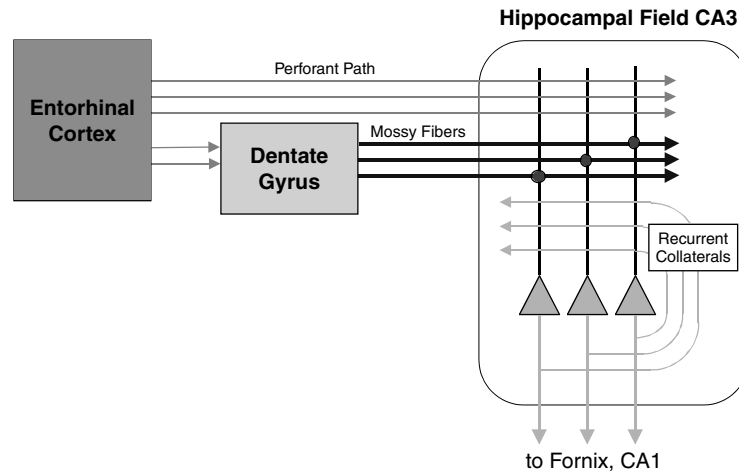 Hippocampal Field CA3
Perforant Path
Entorhinal
Cortex
Mossy Fibers
Dentate
Gyrus
Recurrent
Collaterals
to Fornix, CA1